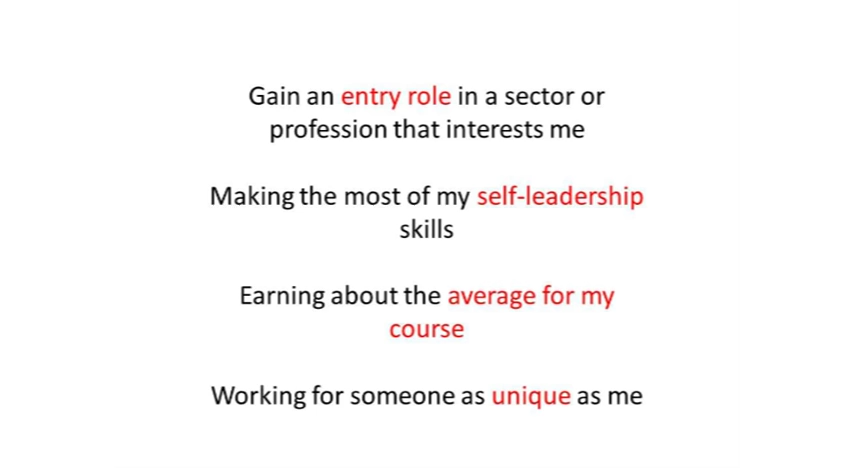 Gain an entry role in a sector or
profession that interests me
Making the most of my self-leadership
skills
Earning about the average for my
course
Working for someone as unique as me